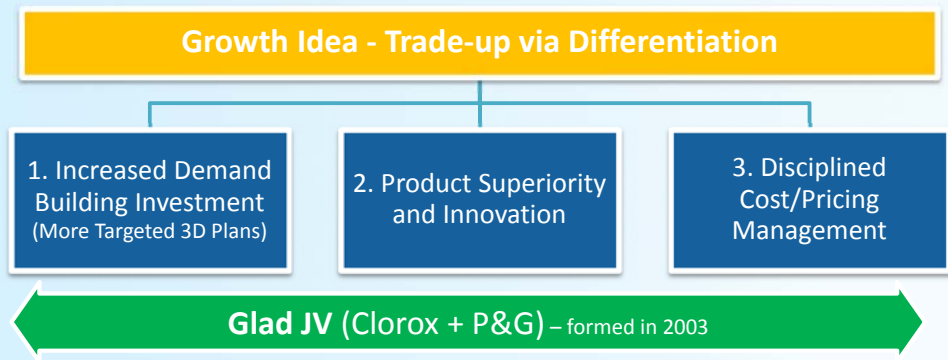 Growth Idea - Trade-up via Differentiation
1. Increased Demand
Building Investment
(More Targeted 3D Plans)
2. Product Superiority
and Innovation
3. Disciplined
Cost/Pricing
Management
Glad JV (Clorox + P&G) – formed in 2003